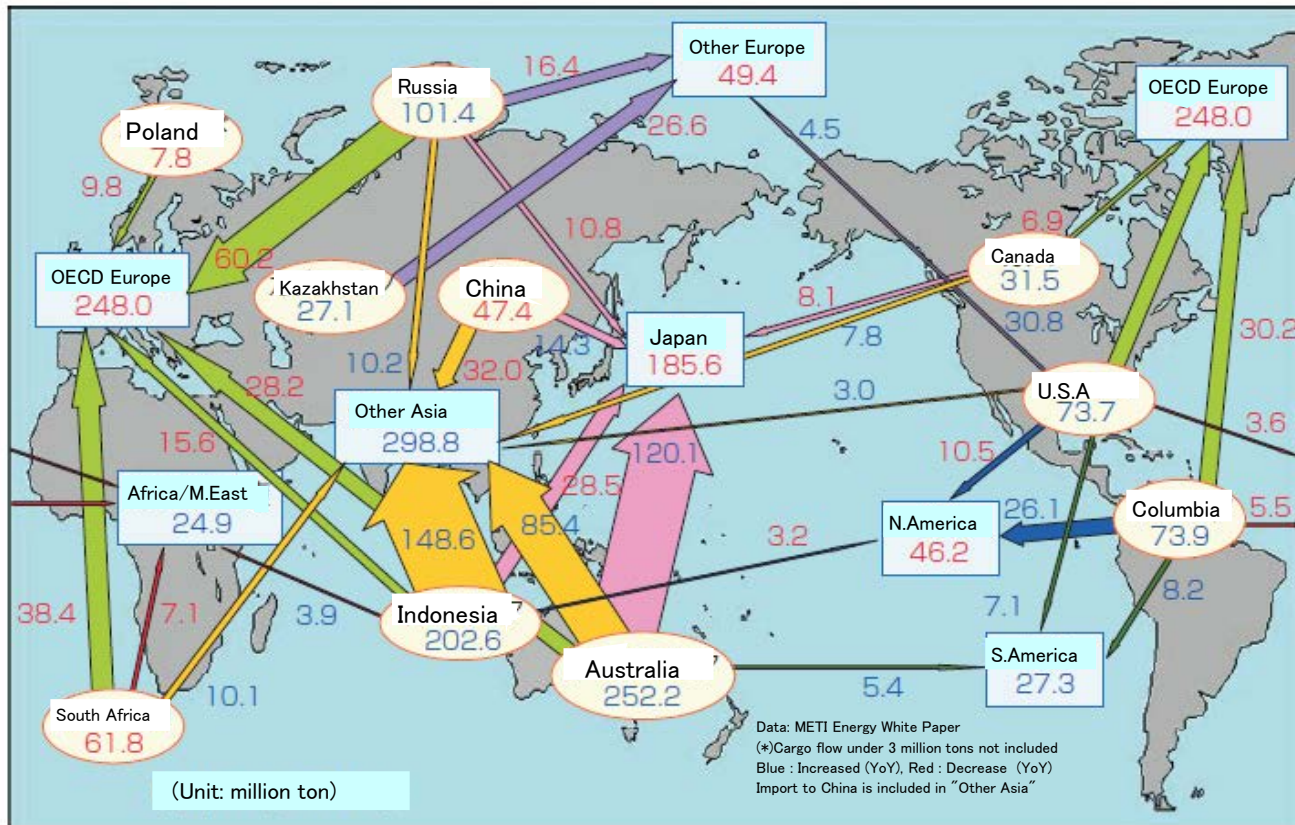 Other Europe
49.4
OECD Europe
248.0
Russia
101.4
16.4
Poland
7.8
26.6
4.5
9.8
10.8
6.9
60.2
OECD Europe
248.0
Kazakhstan
27.1
China
47.4
Canada
31.5
8.1
30.8
30.2
14.3
Japan
185.6
7.8
10.2
32.0
28.2
3.0
U.S.A
73.7
Other Asia
298.8
3.6
15.6
120.1
10.5
28.5
Africa/M.East
24.9
26.1
Columbia
73.9
5.5
148.6
85.4
3.2
N.America
46.2
38.4
7.1
3.9
Indonesia
202.6
7.1
8.2
Australia
252.2
S.America
27.3
10.1
5.4
South Africa
61.8
Data: METI Energy White Paper
(*)Cargo flow under 3 million tons not included
Blue : Increased (YoY), Red : Decrease (YoY)
Import to China is included in "Other Asia"
(Unit: million ton)